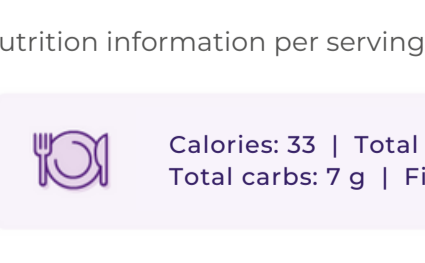 utrition information per serving
Calories: 33 | Total
Total carbs: 7 g | Fi